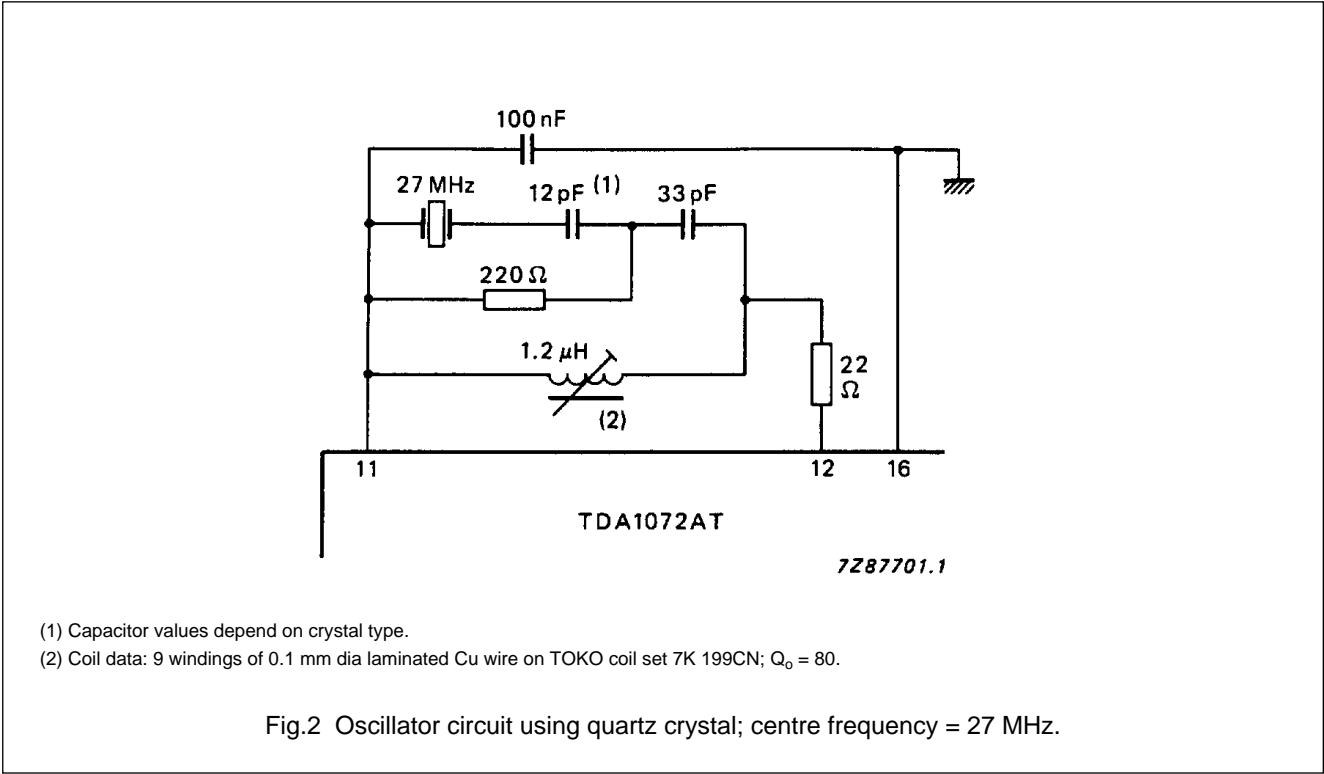 100 nF
27 MHz
12 pF (1)
33 pF
220 Ω
1.2 μH
(2)
22
Ω
11
12
16
TDA1072AT
7Z87701.1
(1) Capacitor values depend on crystal type.
(2) Coil data: 9 windings of 0.1 mm dia laminated Cu wire on TOKO coil set 7K 199CN; Qo = 80.
Fig.2 Oscillator circuit using quartz crystal; centre frequency = 27 MHz.